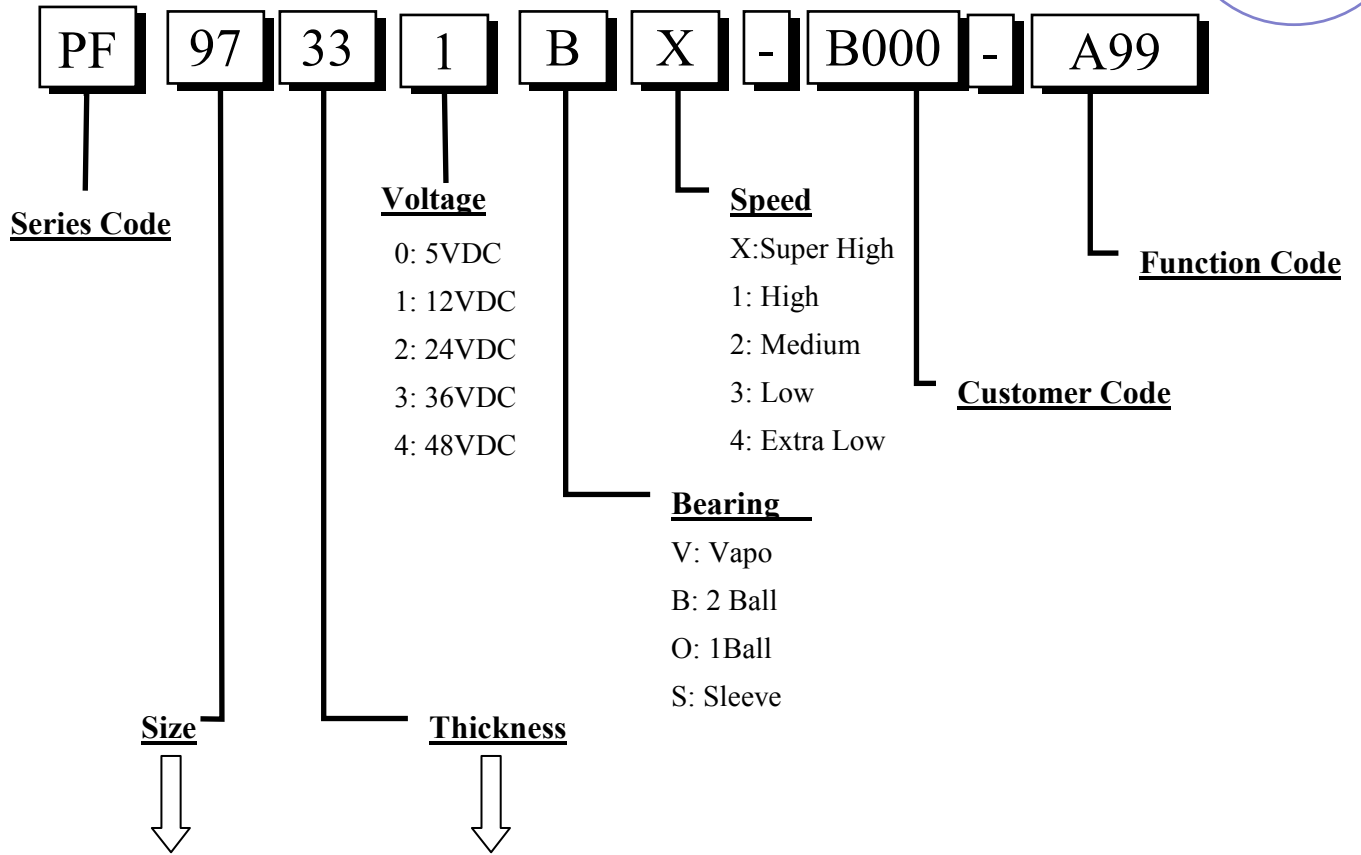 PF 97 33 1 B X - B000 - A99
Series Code
Voltage
0: 5VDC
1: 12VDC
2: 24VDC
3: 36VDC
4: 48VDC
Speed
X:Super High
1: High
2: Medium
3: Low
4: Extra Low
Function Code
Customer Code
Bearing
V: Vapo
B: 2 Ball
O: 1Ball
S: Sleeve
Size
Thickness